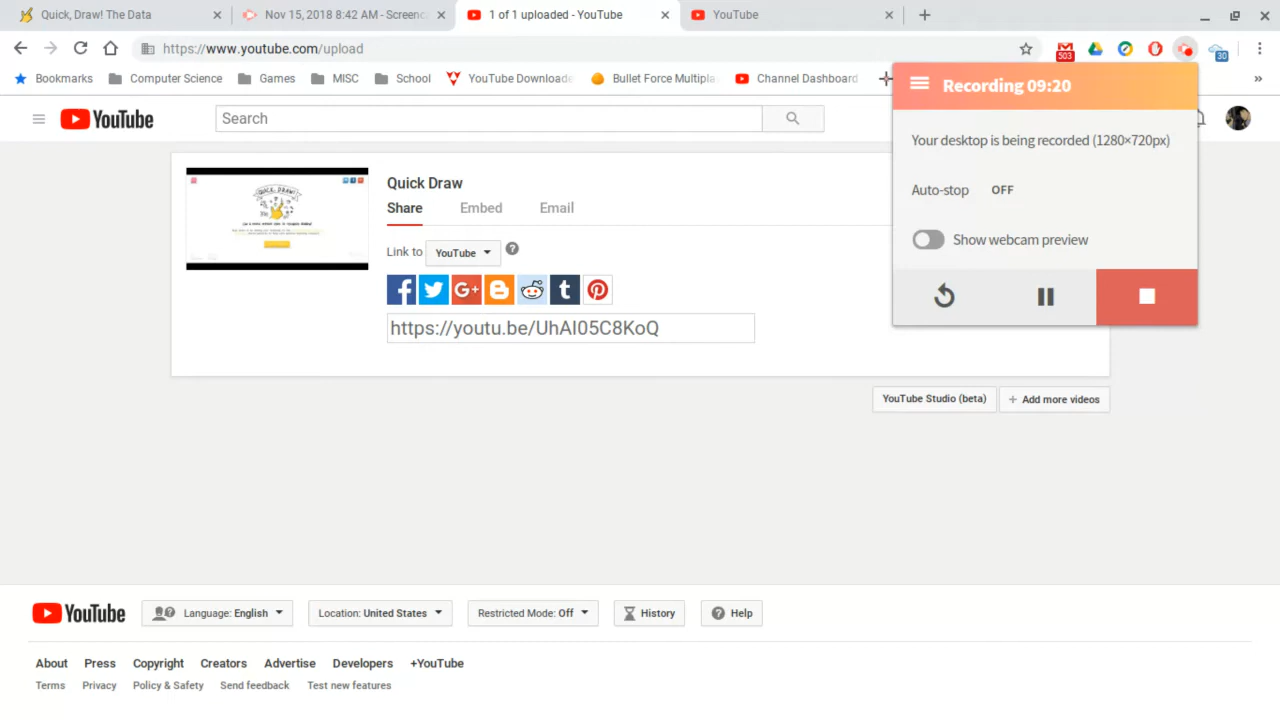 Quick, Draw! The Data
Nov 15, 2018 8:42 AM - Screenc
1 of 1 uploaded - YouTube
YouTube
https://www.youtube.com/upload
503
30
Bookmarks
Computer Science
Games
MISC
School
YouTube Downloade
Bullet Force Multipla
Channel Dashboard
»
Recording 09:20
YouTube
Search
Your desktop is being recorded (1280×720px)
Auto-stop OFF
Show webcam preview
QUICK, DRAW!
Quick Draw
Share
Embed
Email
Link to
YouTube
https://youtu.be/UhAI05C8KoQ
YouTube Studio (beta)
+ Add more videos
YouTube
Language: English
Location: United States
Restricted Mode: Off
History
Help
About
Press
Copyright
Creators
Advertise
Developers
+YouTube
Terms
Privacy
Policy & Safety
Send feedback
Test new features